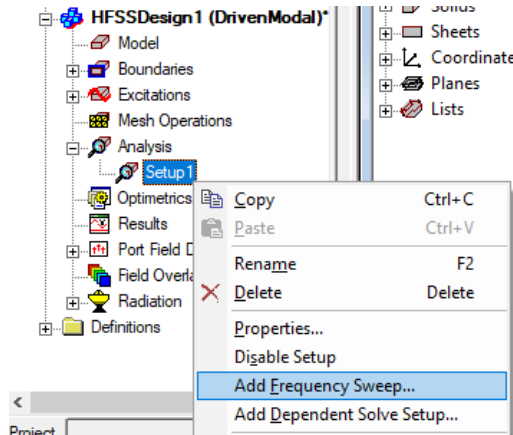 HFSSDesign1 (DrivenModal)*
Model
Boundaries
Excitations
Mesh Operations
Analysis
Setup1
Optimetrics
Results
Port Field D
Field Overla
Radiation
Definitions
Solids
Sheets
Coordinate
Planes
Lists
Copy Ctrl+C
Paste Ctrl+V
Rename F2
Delete Delete
Properties...
Disable Setup
Add Frequency Sweep...
Add Dependent Solve Setup...
Project